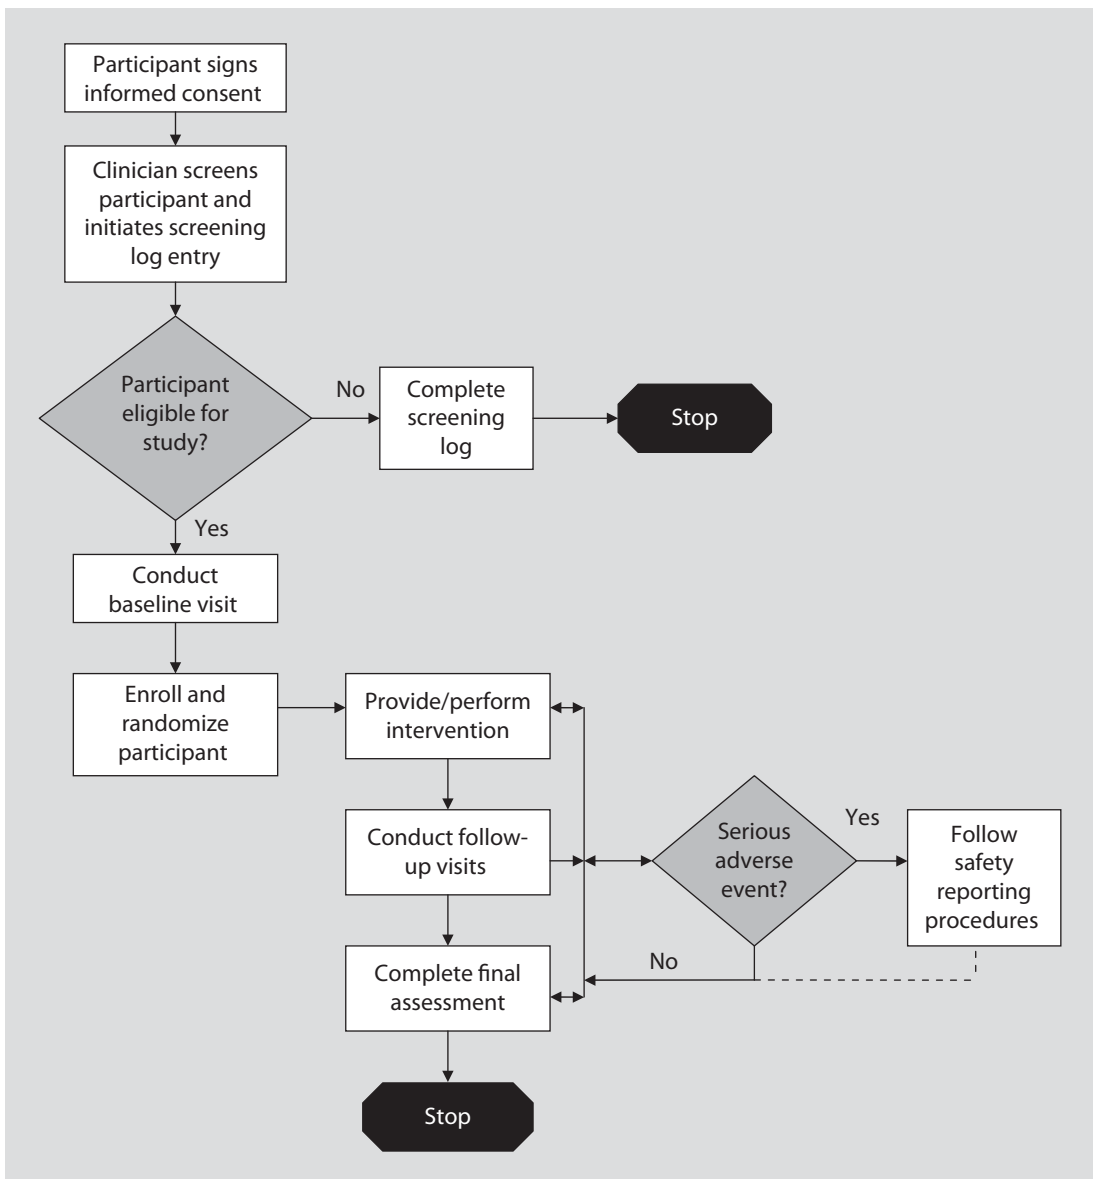 Participant signs
informed consent
Clinician screens
participant and
initiates screening
log entry
Participant
eligible for
study?
No
Complete
screening
log
Stop
Yes
Conduct
baseline visit
Enroll and
randomize
participant
Provide/perform
intervention
Conduct follow-
up visits
Serious
adverse
event?
Yes
Follow
safety
reporting
procedures
No
Complete final
assessment
Stop